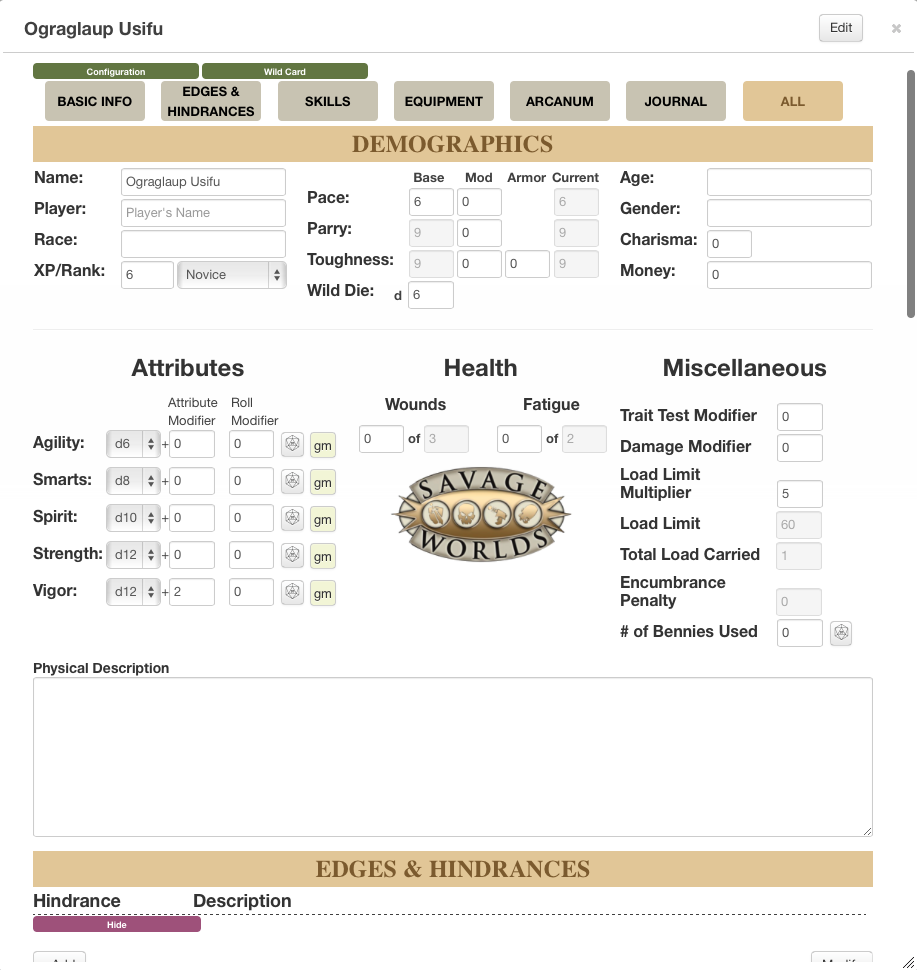 Ograglaup Usifu
Edit
×
Configuration
Wild Card
BASIC INFO
EDGES &
HINDRANCES
SKILLS
EQUIPMENT
ARCANUM
JOURNAL
ALL
DEMOGRAPHICS
Name: Ograglaup Usifu
Player: Player's Name
Race:
XP/Rank: 6 Novice
Base Mod Armor Current
Pace: 6 0 6
Parry: 9 0 9
Toughness: 9 0 0 9
Wild Die: d 6
Age:
Gender:
Charisma: 0
Money: 0
Attributes
Attribute Modifier
Roll Modifier
Agility: d6 + 0 0 gm
Smarts: d8 + 0 0 gm
Spirit: d10 + 0 0 gm
Strength: d12 + 0 0 gm
Vigor: d12 + 2 0 gm
Health
Wounds Fatigue
0 of 3 0 of 2
SAVAGE
WORLDS
Miscellaneous
Trait Test Modifier 0
Damage Modifier 0
Load Limit
Multiplier 5
Load Limit 60
Total Load Carried 1
Encumbrance
Penalty 0
# of Bennies Used 0
Physical Description
EDGES & HINDRANCES
Hindrance Description
Hide